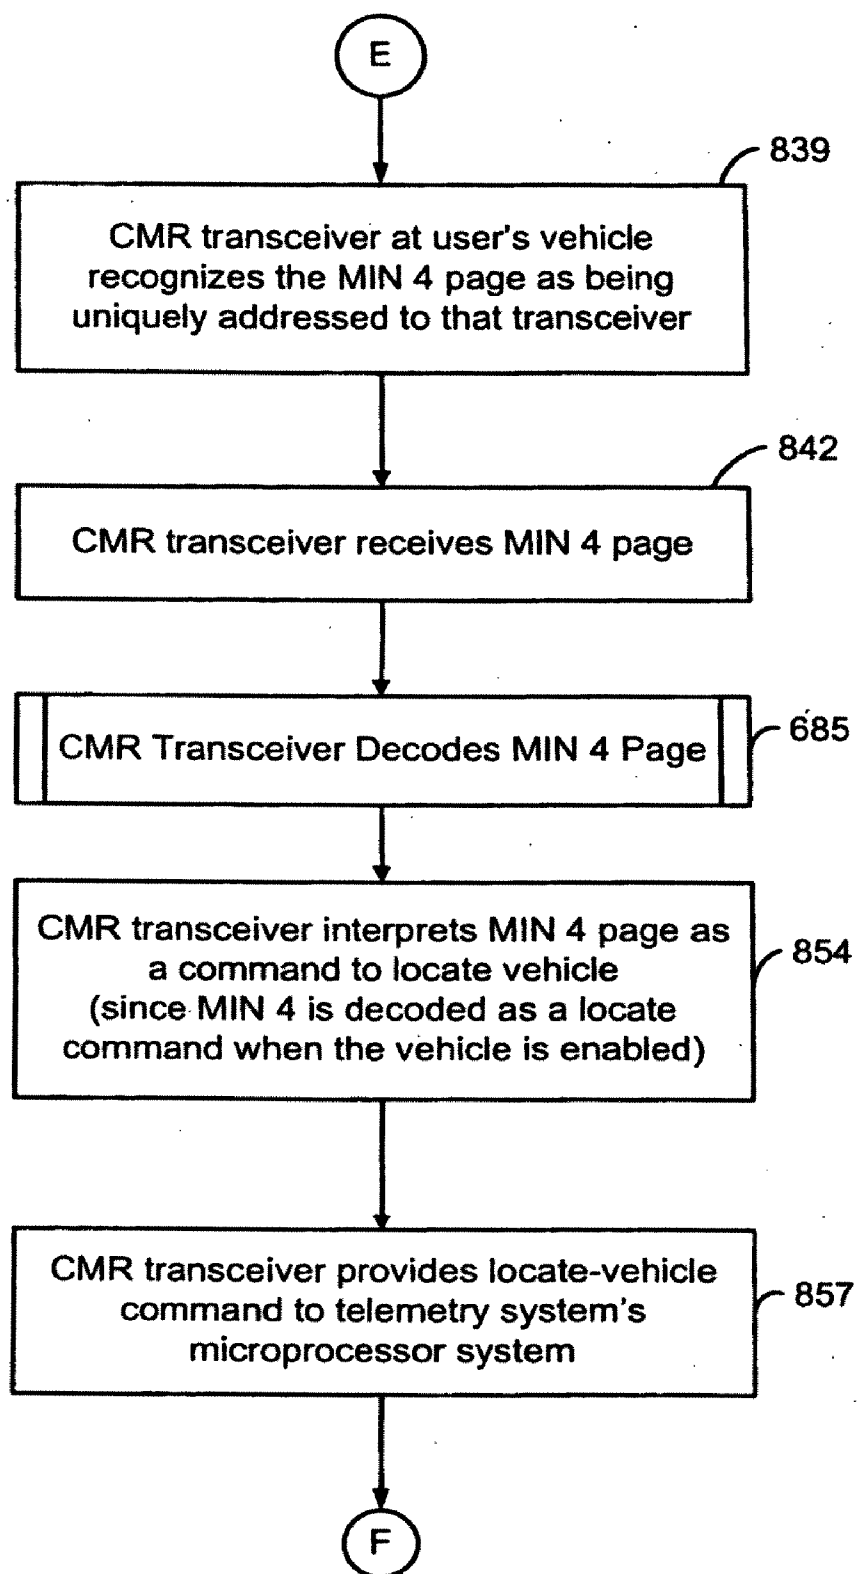 E
839
CMR transceiver at user's vehicle
recognizes the MIN 4 page as being
uniquely addressed to that transceiver
842
CMR transceiver receives MIN 4 page
685
CMR Transceiver Decodes MIN 4 Page
CMR transceiver interprets MIN 4 page as
a command to locate vehicle
(since MIN 4 is decoded as a locate
command when the vehicle is enabled)
854
CMR transceiver provides locate-vehicle
command to telemetry system's
microprocessor system
857
F